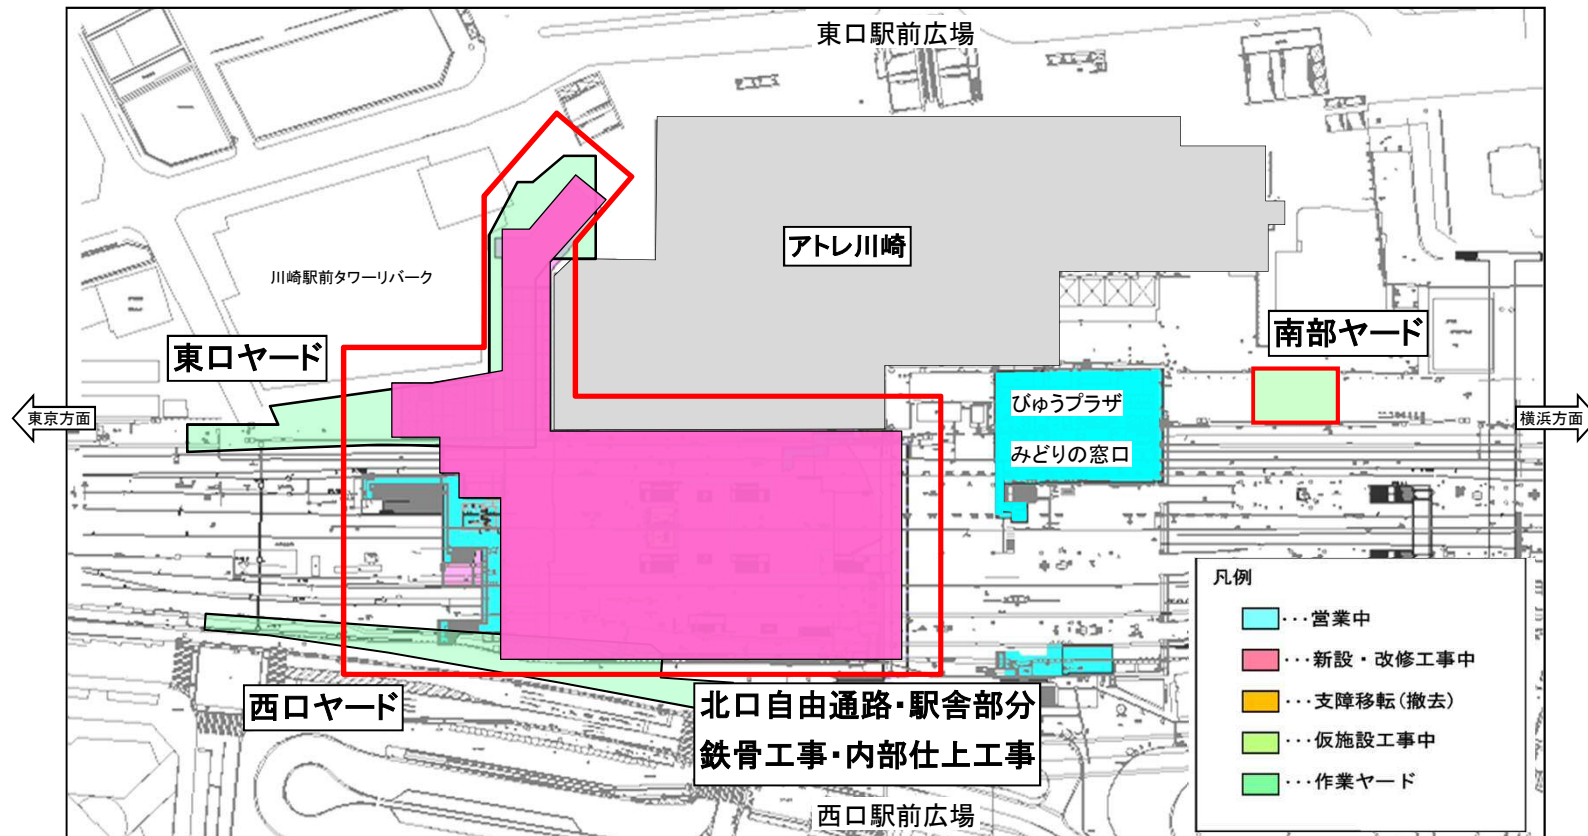 東口駅前広場
アトレ川崎
川崎駅前タワーリバーク
東口ヤード
南部ヤード
東京方面
びゅうプラザ
みどりの窓口
横浜方面
凡例
・・・営業中
・・・新設・改修工事中
・・・支障移転(撤去)
・・・仮施設工事中
・・・作業ヤード
西口ヤード
北口自由通路・駅舎部分
鉄骨工事・内部仕上工事
西口駅前広場